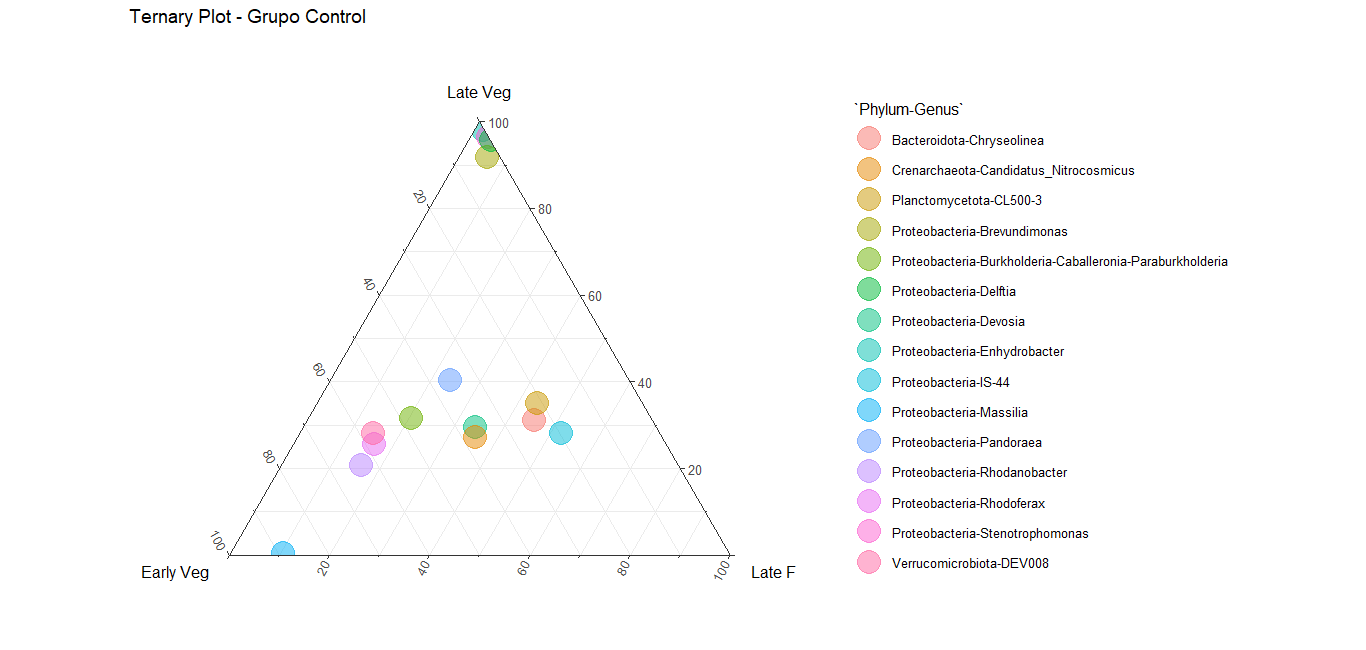 Ternary Plot - Grupo Control
Late Veg
100
80
60
40
20
20
40
60
80
100
Early Veg
20
40
60
80
100
Late F
`Phylum-Genus`
Bacteroidota-Chryseolinea
Crenarchaeota-Candidatus_Nitrocosmicus
Planctomycetota-CL500-3
Proteobacteria-Brevundimonas
Proteobacteria-Burkholderia-Caballeronia-Paraburkholderia
Proteobacteria-Delftia
Proteobacteria-Devosia
Proteobacteria-Enhydrobacter
Proteobacteria-IS-44
Proteobacteria-Massilia
Proteobacteria-Pandoraea
Proteobacteria-Rhodanobacter
Proteobacteria-Rhodoferax
Proteobacteria-Stenotrophomonas
Verrucomicrobiota-DEV008